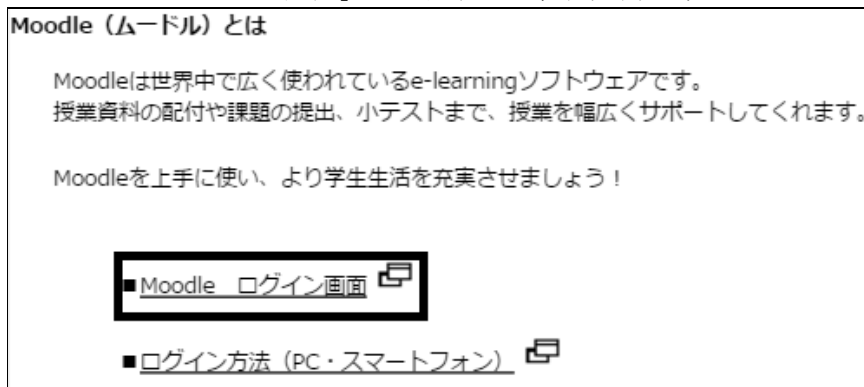 Moodle（ムードル）とは
Moodleは世界中で広く使われているe-learningソフトウェアです。
授業資料の配付や課題の提出、小テストまで、授業を幅広くサポートしてくれます。
Moodleを上手に使い、より学生生活を充実させましょう！
■Moodle　ログイン画面
■ログイン方法（PC・スマートフォン）